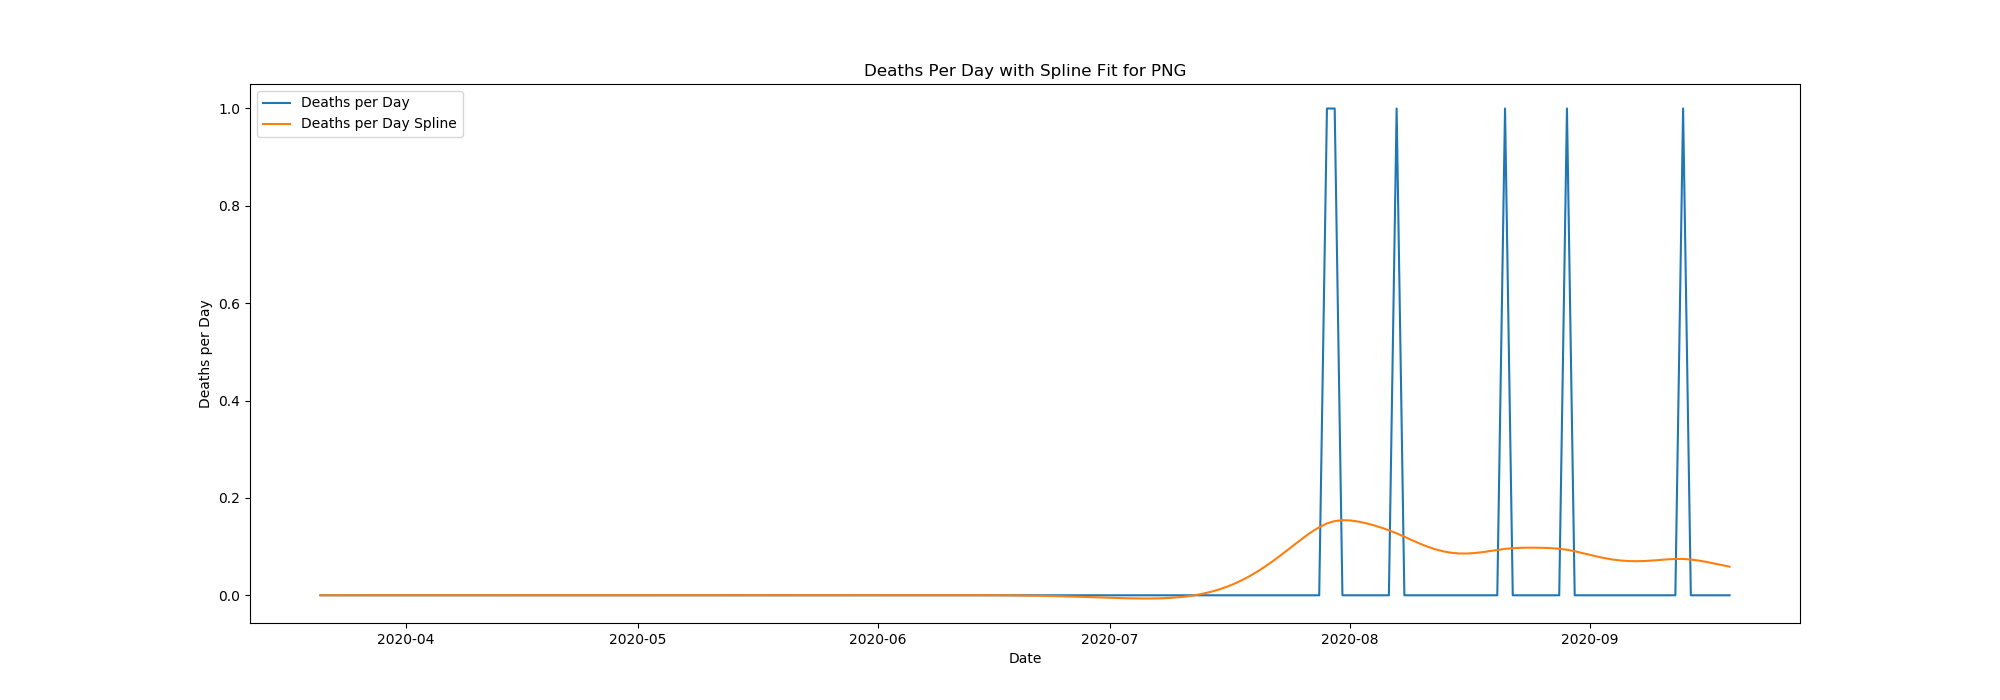 Deaths Per Day with Spline Fit for PNG
Deaths per Day
Deaths per Day Spline
Deaths per Day
1.0
0.8
0.6
0.4
0.2
0.0
2020-04
2020-05
2020-06
2020-07
2020-08
2020-09
Date